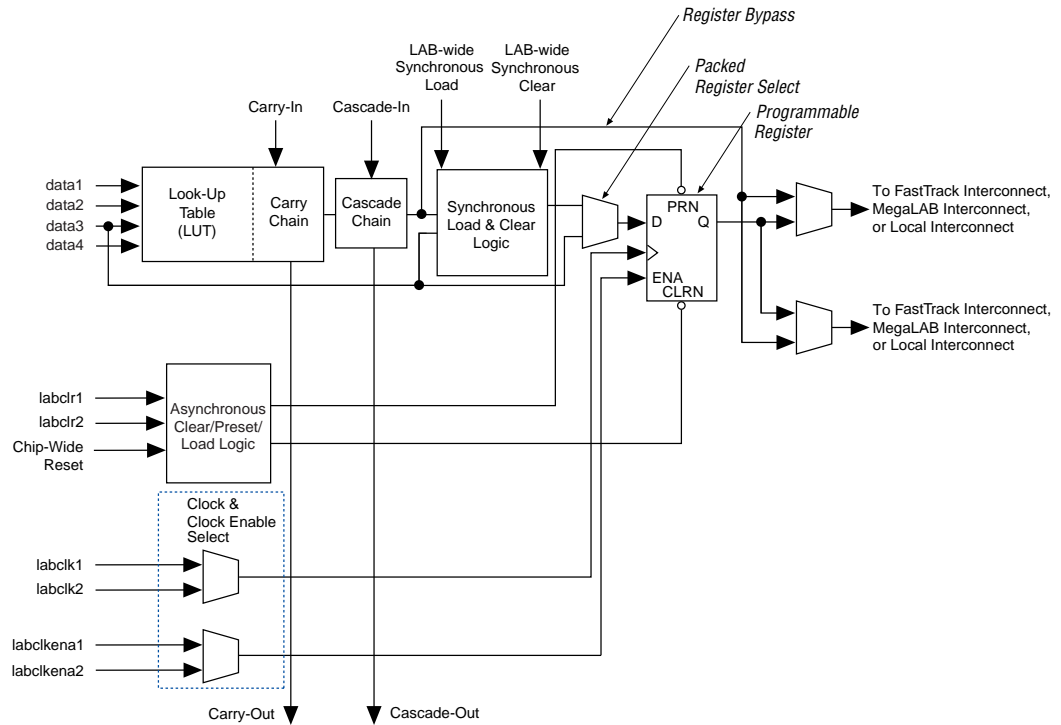 Register Bypass
LAB-wide
Synchronous
Load
LAB-wide
Synchronous
Clear
Packed
Register Select
Programmable
Register
Carry-In
Cascade-In
data1
data2
data3
data4
Look-Up
Table
(LUT)
Carry
Chain
Cascade
Chain
Synchronous
Load & Clear
Logic
PRN
D
Q
ENA
CLRN
To FastTrack Interconnect,
MegaLAB Interconnect,
or Local Interconnect
To FastTrack Interconnect,
MegaLAB Interconnect,
or Local Interconnect
labclr1
labclr2
Chip-Wide
Reset
Asynchronous
Clear/Preset/
Load Logic
Clock &
Clock Enable
Select
labclk1
labclk2
labclkena1
labclkena2
Carry-Out
Cascade-Out